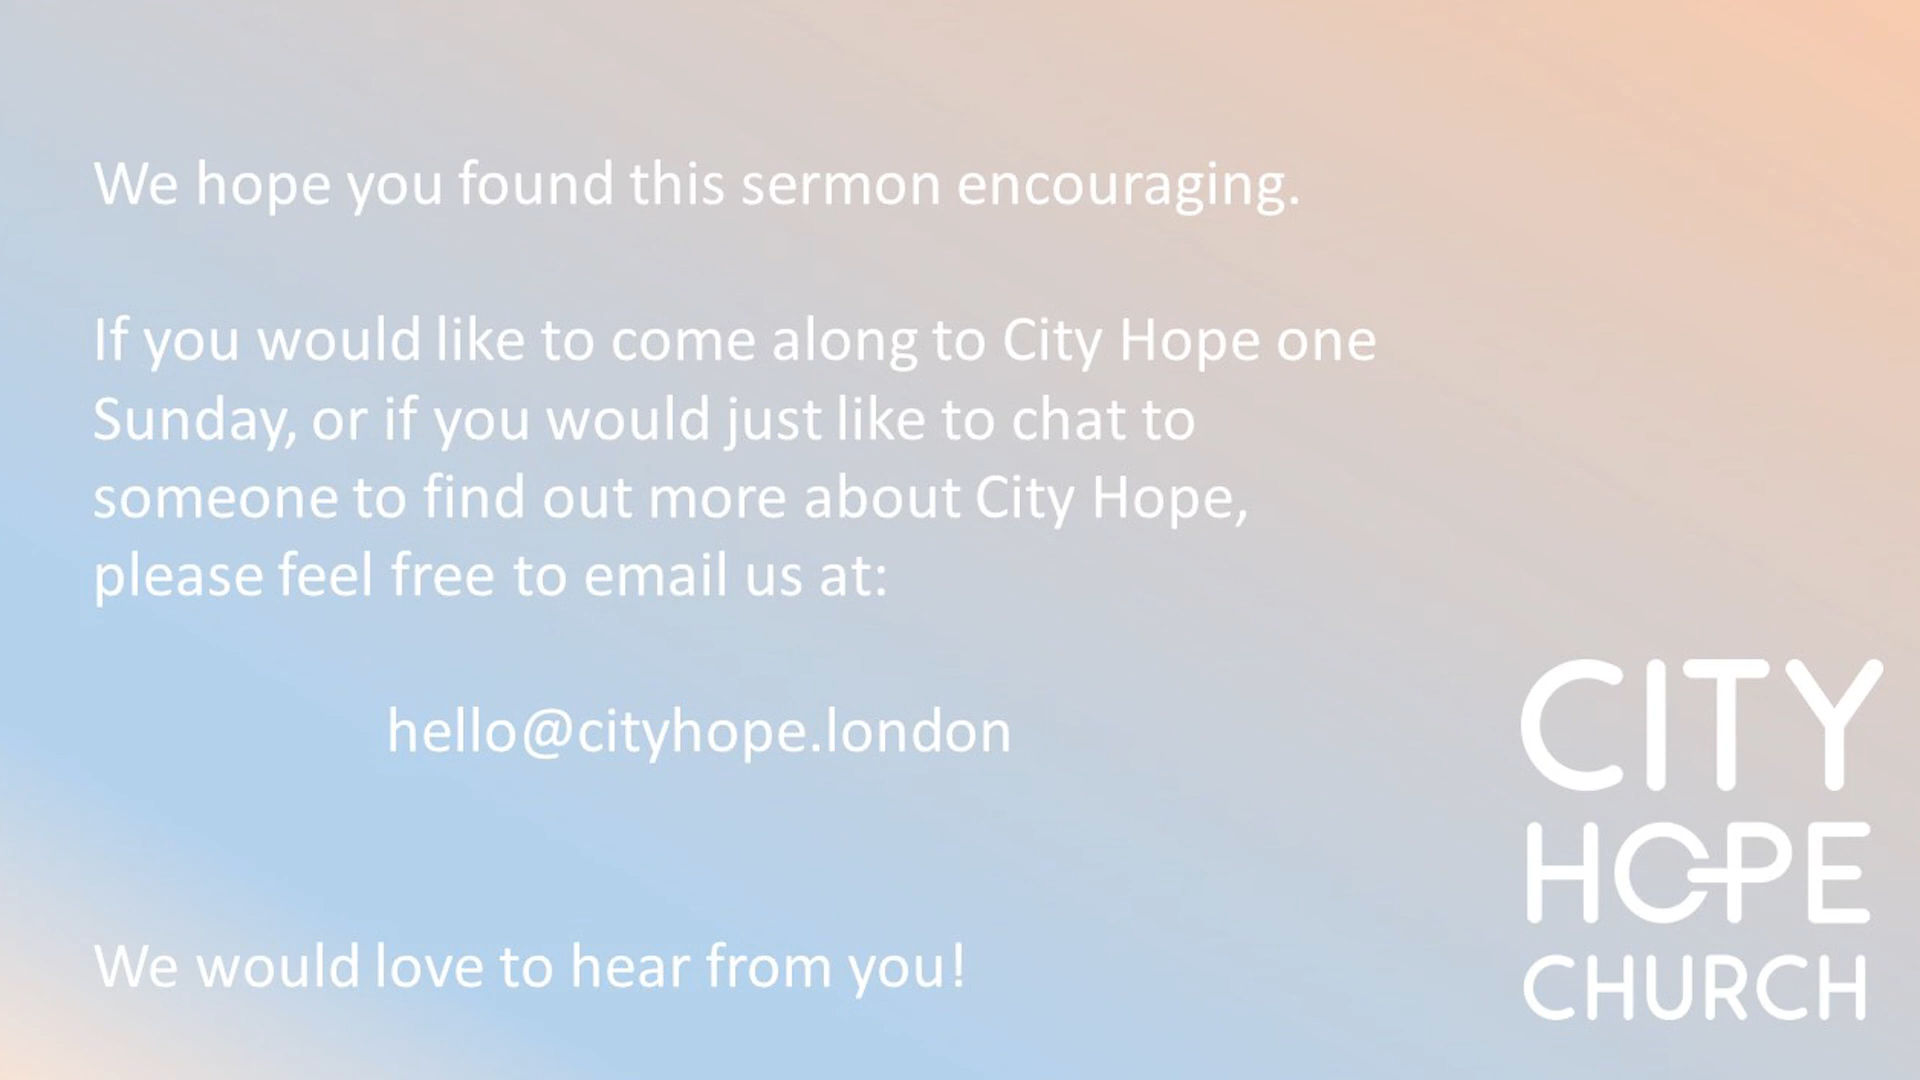 We hope you found this sermon encouraging.
If you would like to come along to City Hope one
Sunday, or if you would just like to chat to
someone to find out more about City Hope,
please feel free to email us at:
hello@cityhope.london
We would love to hear from you!
CITY
HOPE
CHURCH